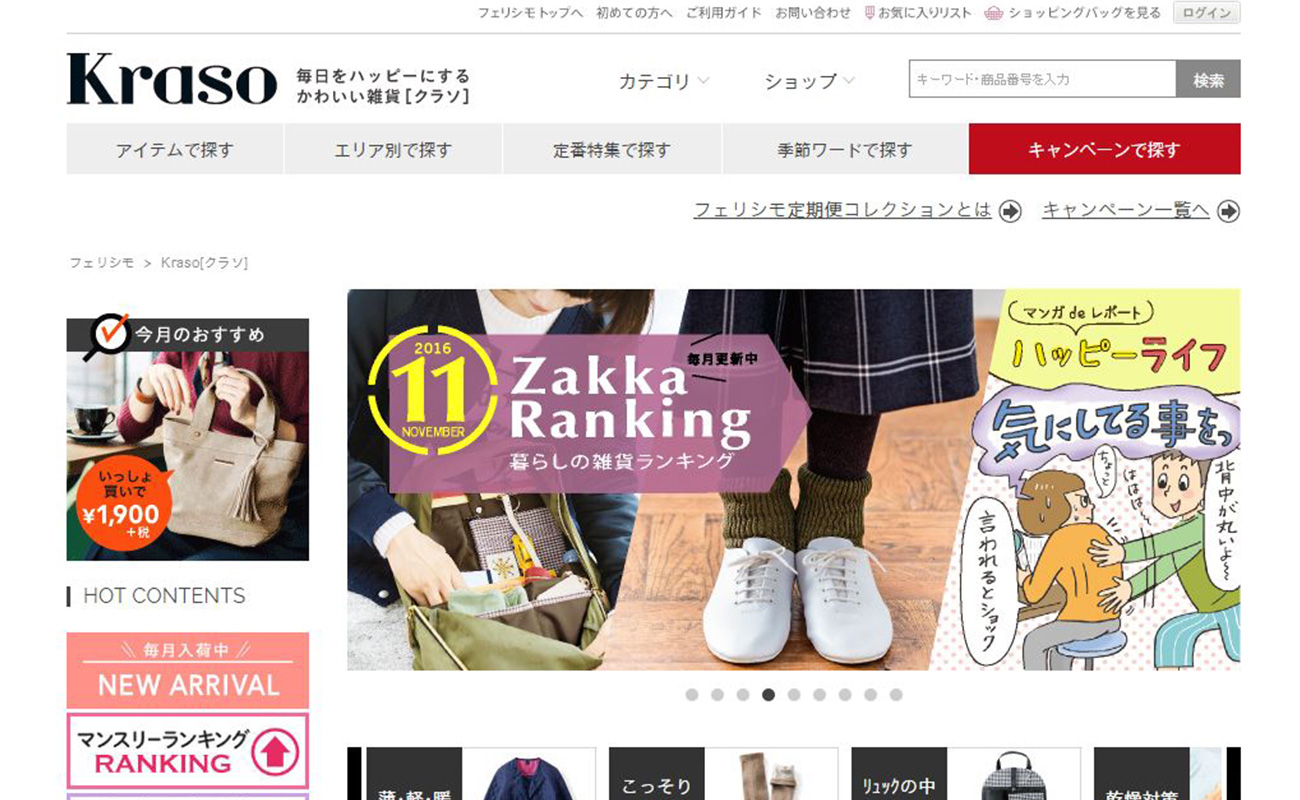 フェリシモトップへ 初めての方へ ご利用ガイド お問い合わせ お気に入りリスト ショッピングバッグを見る ログイン
Kraso
毎日をハッピーにする
かわいい雑貨[クラソ]
カテゴリ ショップ キーワード・商品番号を入力 検索
アイテムで探す エリア別で探す 定番特集で探す 季節ワードで探す キャンペーンで探す
フェリシモ定期便コレクションとは キャンペーン一覧へ
フェリシモ > Kraso[クラソ]
今月のおすすめ
いっしょ
買いで
¥1,900
+税
HOT CONTENTS
毎月入荷中
NEW ARRIVAL
マンスリーランキング
RANKING
2016
11
NOVEMBER
毎月更新中
Zakka
Ranking
暮らしの雑貨ランキング
マンガ de レポート
ハッピーライフ
気にしてる事をっ
ちょっと
ははは〜
背中が丸いよ〜
言われるとショック
薄・軽・暖
こっそり
リュックの中
乾燥対策